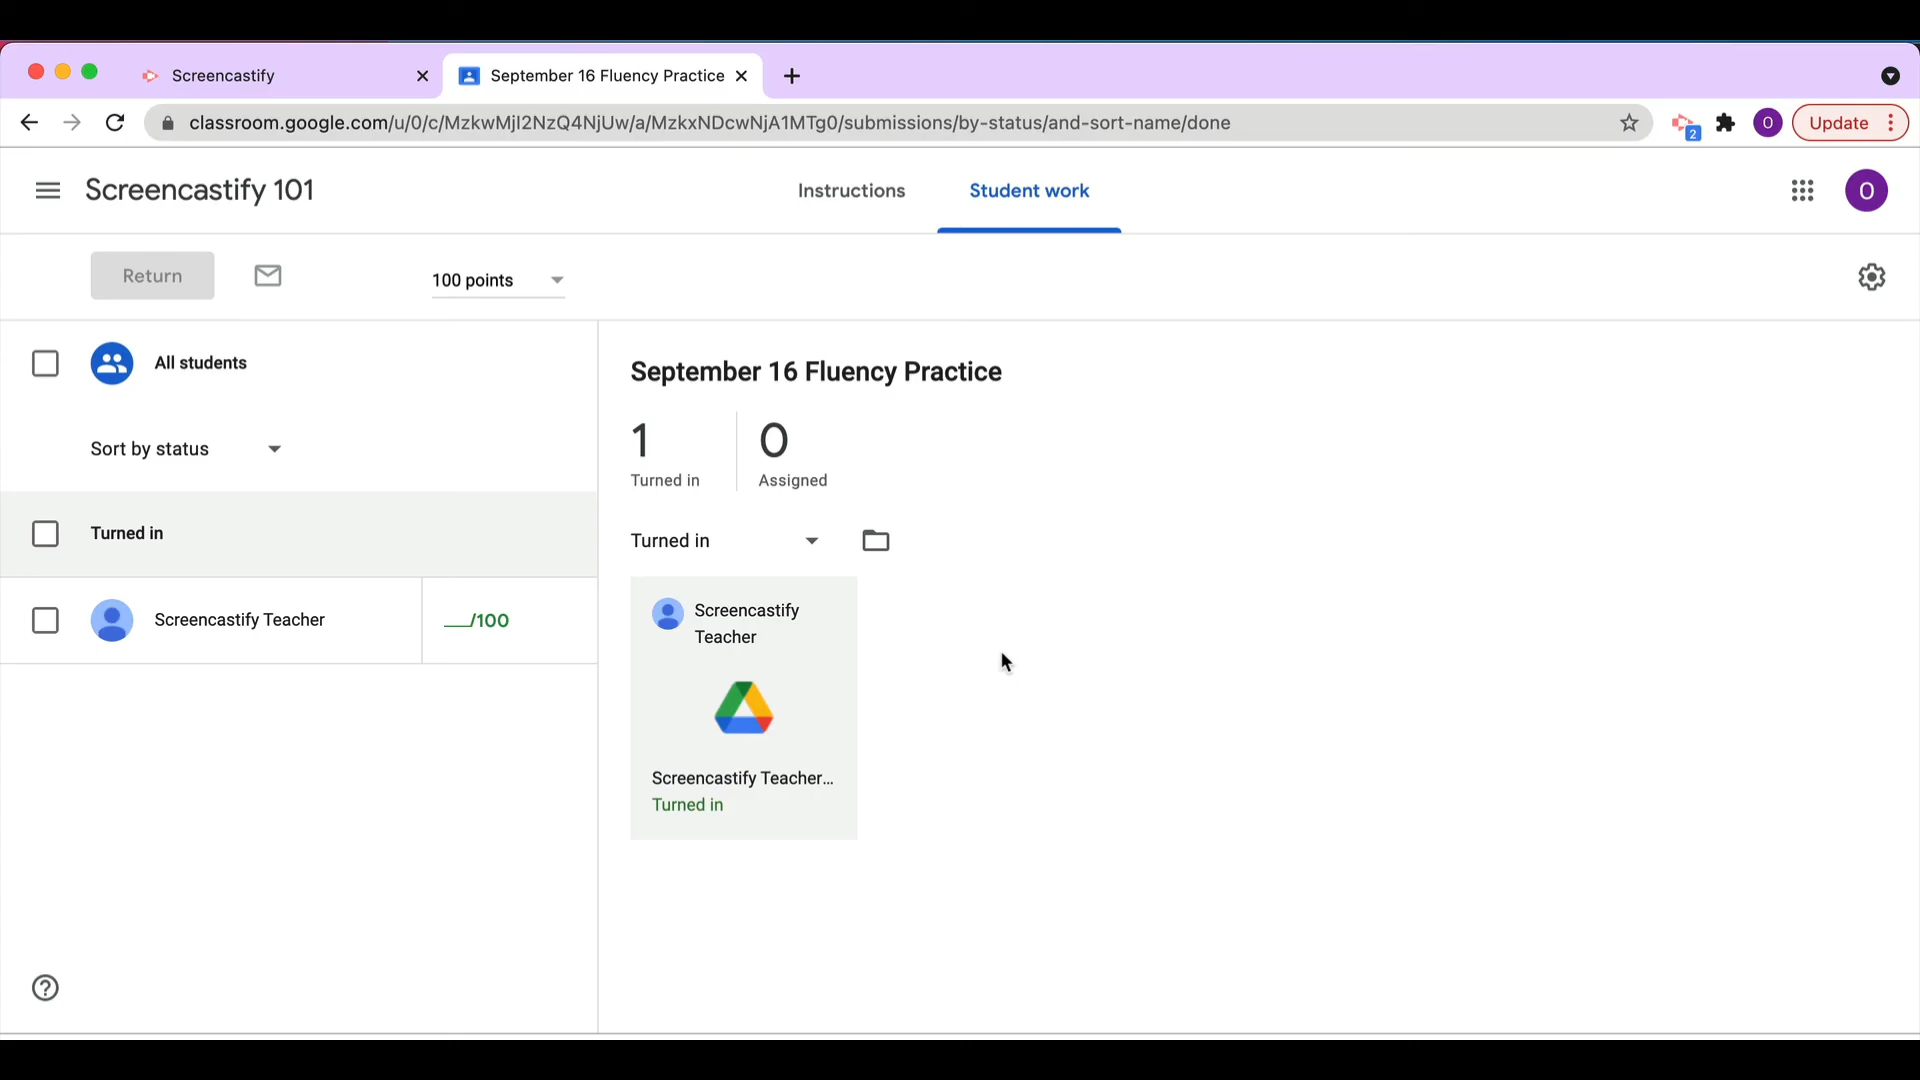 Screencastify
September 16 Fluency Practice
classroom.google.com/u/0/c/MzkwMjI2NzQ4NjUw/a/MzkxNDcwNjA1MTg0/submissions/by-status/and-sort-name/done
2
O
Update
Screencastify 101
Instructions
Student work
O
Return
100 points
All students
Sort by status
Turned in
Screencastify Teacher
__/100
September 16 Fluency Practice
1
Turned in
0
Assigned
Turned in
Screencastify
Teacher
Screencastify Teacher...
Turned in